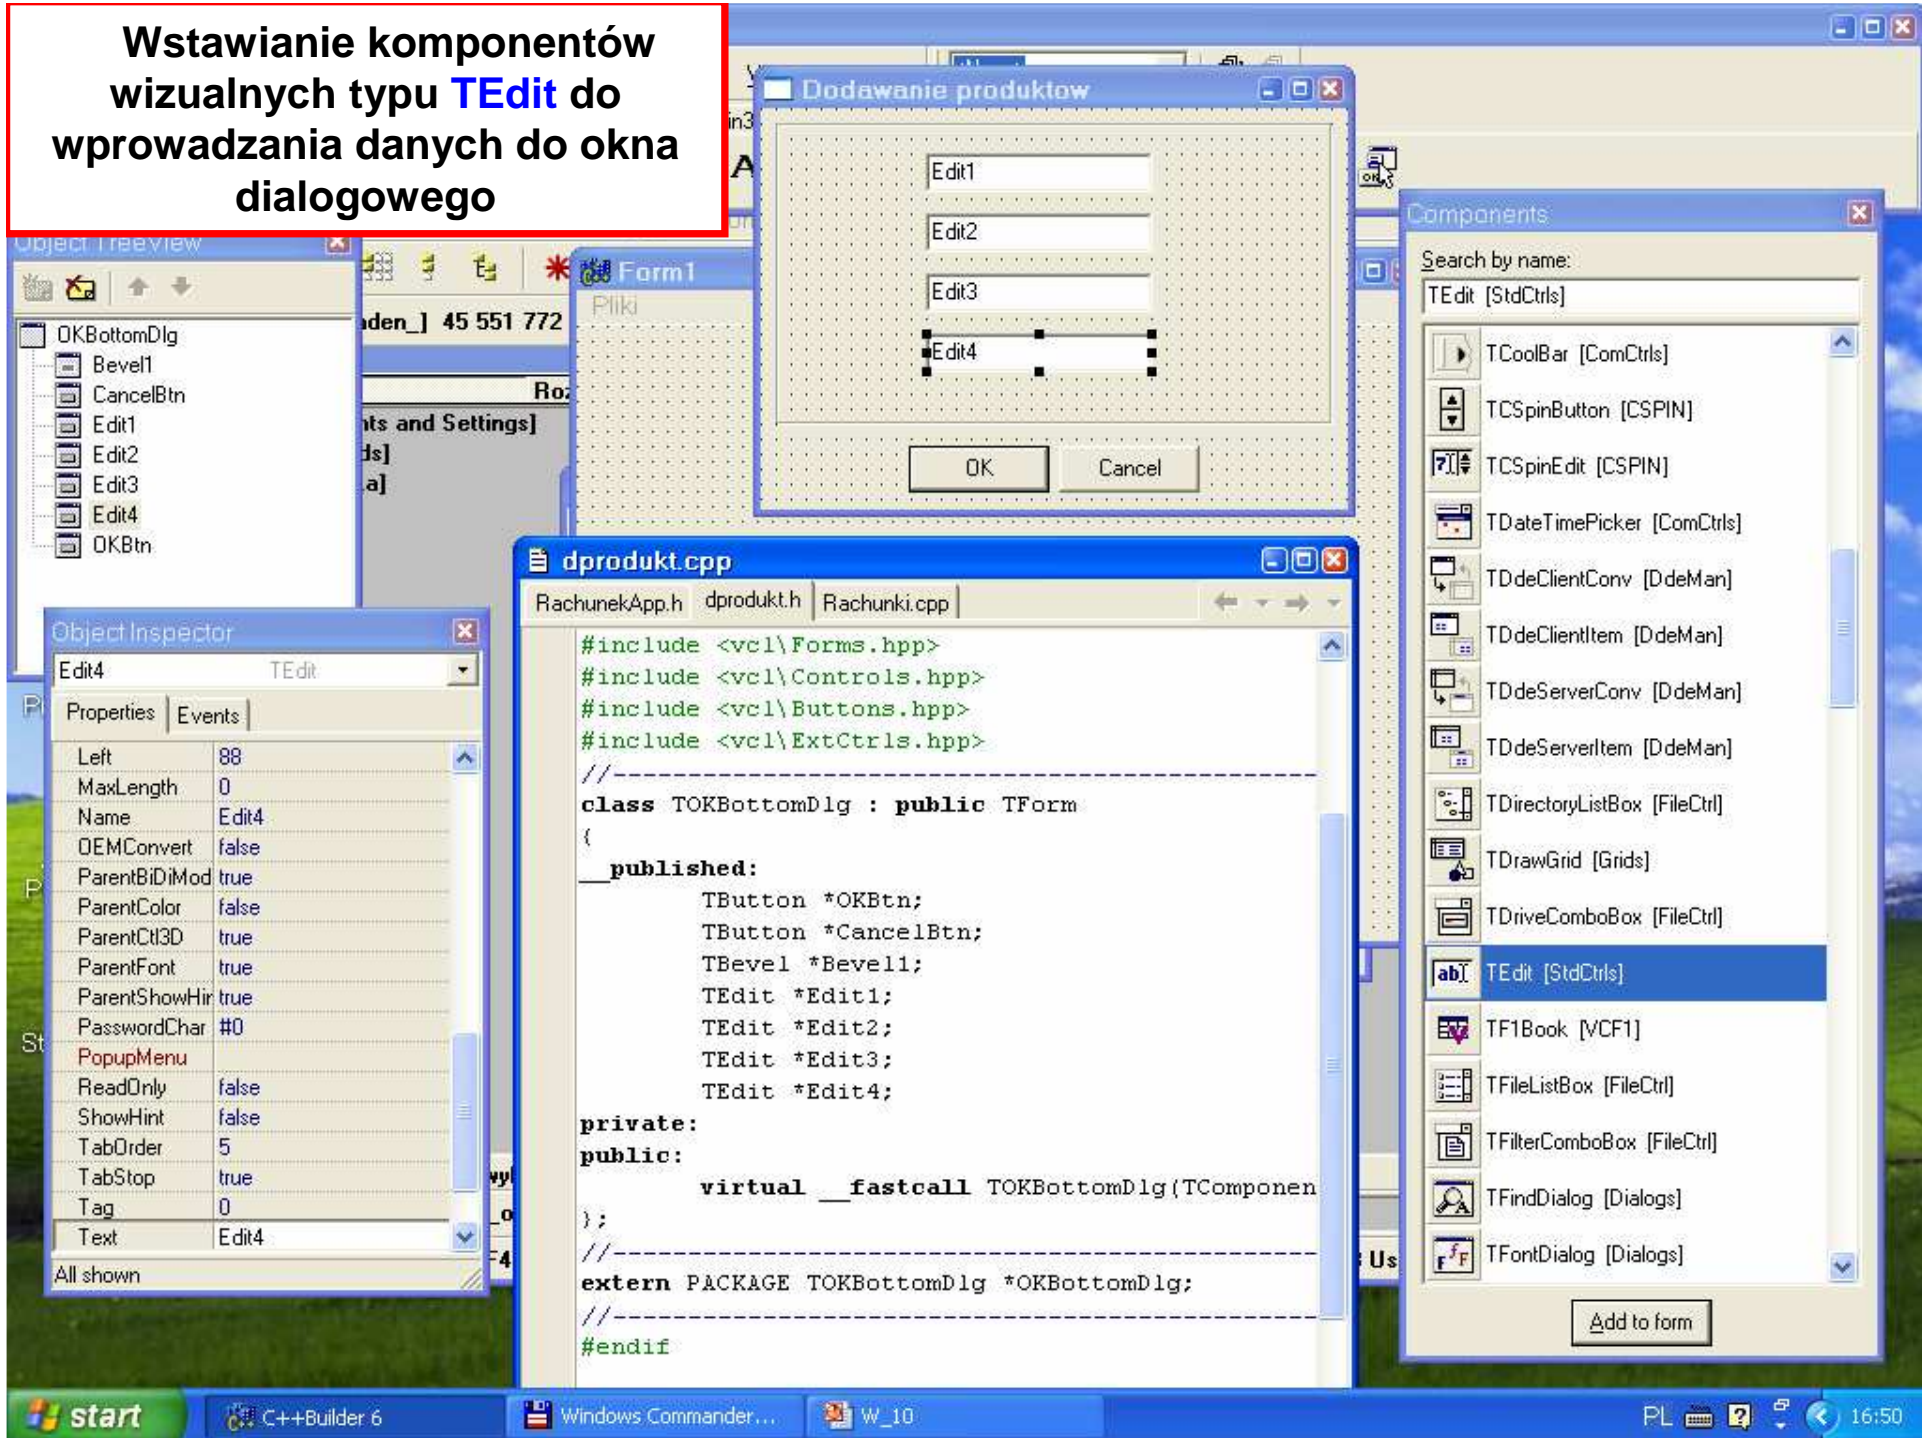 Wstawianie komponentów
wizualnych typu TEdit do
wprowadzania danych do okna
dialogowego
Dodawanie produktow
Edit1
Edit2
Edit3
Edit4
OK
Cancel
Object TreeView
OKBottomDlg
Bevel1
CancelBtn
Edit1
Edit2
Edit3
Edit4
OKBtn
45 551 772
nts and Settings]
Form1
Pliki
Components
Search by name:
TEdit [StdCtrls]
TCoolBar [ComCtrls]
TCSpinButton [CSPIN]
TCSpinEdit [CSPIN]
TDateTimePicker [ComCtrls]
TDdeClientConv [DdeMan]
TDdeClientItem [DdeMan]
TDdeServerConv [DdeMan]
TDdeServerItem [DdeMan]
TDirectoryListBox [FileCtrl]
TDrawGrid [Grids]
TDriveComboBox [FileCtrl]
TEdit [StdCtrls]
TF1Book [VCF1]
TFileListBox [FileCtrl]
TFilterComboBox [FileCtrl]
TFindDialog [Dialogs]
TFontDialog [Dialogs]
Add to form
Object Inspector
Edit4 TEdit
Properties Events
Left 88
MaxLength 0
Name Edit4
OEMConvert false
ParentBiDiMod true
ParentColor false
ParentCtl3D true
ParentFont true
ParentShowHin true
PasswordChar #0
PopupMenu
ReadOnly false
ShowHint false
TabOrder 5
TabStop true
Tag 0
Text Edit4
All shown
dprodukt.cpp
RachunekApp.h dprodukt.h Rachunki.cpp
#include <vcl\Forms.hpp>
#include <vcl\Controls.hpp>
#include <vcl\Buttons.hpp>
#include <vcl\ExtCtrls.hpp>
//-----------------------------------------------
class TOKBottomDlg : public TForm
{
__published:
TButton *OKBtn;
TButton *CancelBtn;
TBevel *Bevel1;
TEdit *Edit1;
TEdit *Edit2;
TEdit *Edit3;
TEdit *Edit4;
private:
public:
virtual __fastcall TOKBottomDlg(TComponen
};
//-----------------------------------------------
extern PACKAGE TOKBottomDlg *OKBottomDlg;
//-----------------------------------------------
#endif
start
C++Builder 6
Windows Commander...
W_10
PL
16:50